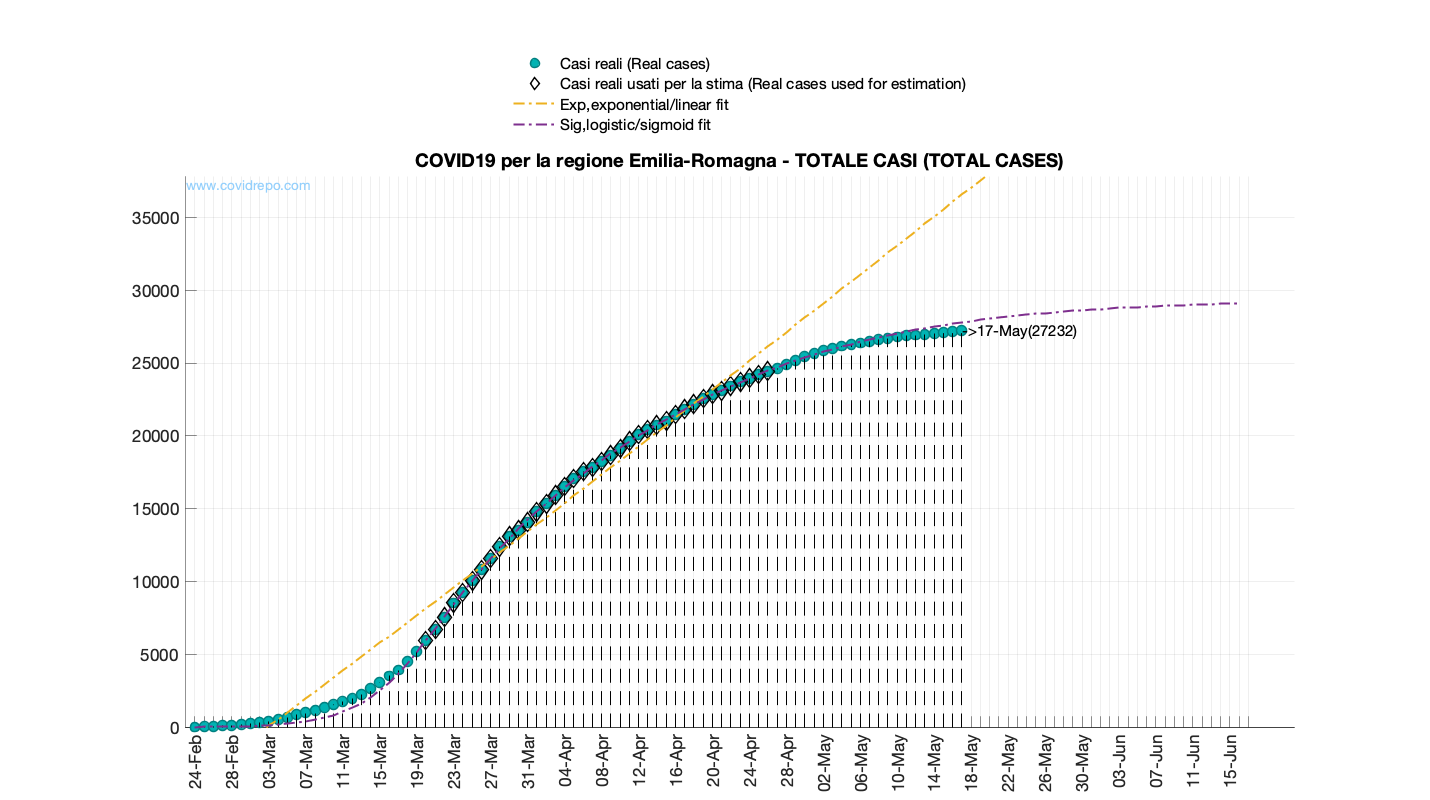 Casi reali (Real cases)
Casi reali usati per la stima (Real cases used for estimation)
Exp,exponential/linear fit
Sig,logistic/sigmoid fit
COVID19 per la regione Emilia-Romagna - TOTALE CASI (TOTAL CASES)
www.covidrepo.com
35000
30000
25000
20000
15000
10000
5000
0
>17-May(27232)
24-Feb
28-Feb
03-Mar
07-Mar
11-Mar
15-Mar
19-Mar
23-Mar
27-Mar
31-Mar
04-Apr
08-Apr
12-Apr
16-Apr
20-Apr
24-Apr
28-Apr
02-May
06-May
10-May
14-May
18-May
22-May
26-May
30-May
03-Jun
07-Jun
11-Jun
15-Jun